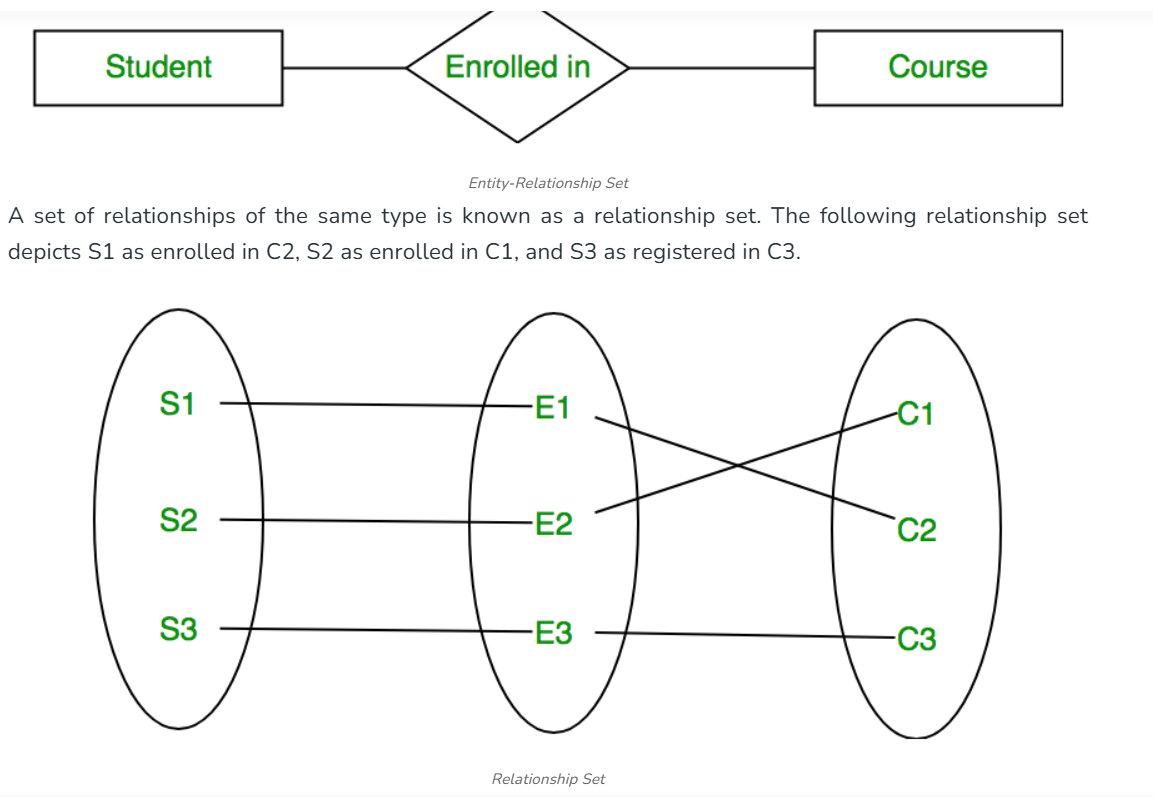 Student Enrolled in Course
Entity-Relationship Set
A set of relationships of the same type is known as a relationship set. The following relationship set
depicts S1 as enrolled in C2, S2 as enrolled in C1, and S3 as registered in C3.
S1 E1 C1
S2 E2 C2
S3 E3 C3
Relationship Set